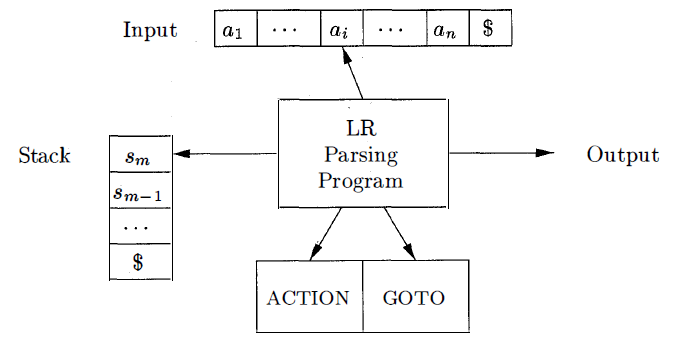 Input a₁ ··· aᵢ ··· aₙ $
LR
Parsing
Program
Stack
sₘ
sₘ₋₁
···
$
Output
ACTION GOTO